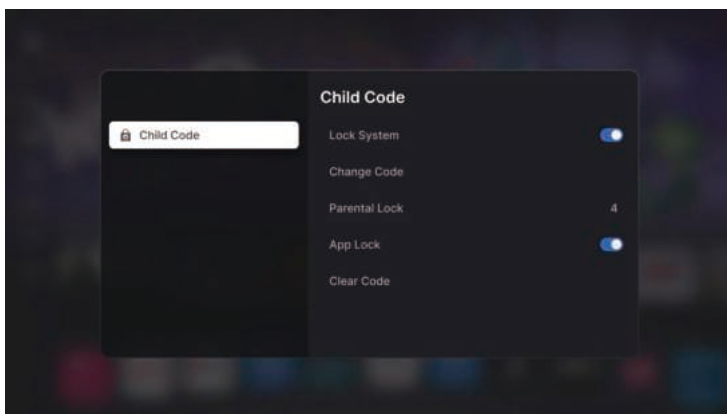 Child Code
Child Code
Lock System
Change Code
Parental Lock 4
App Lock
Clear Code